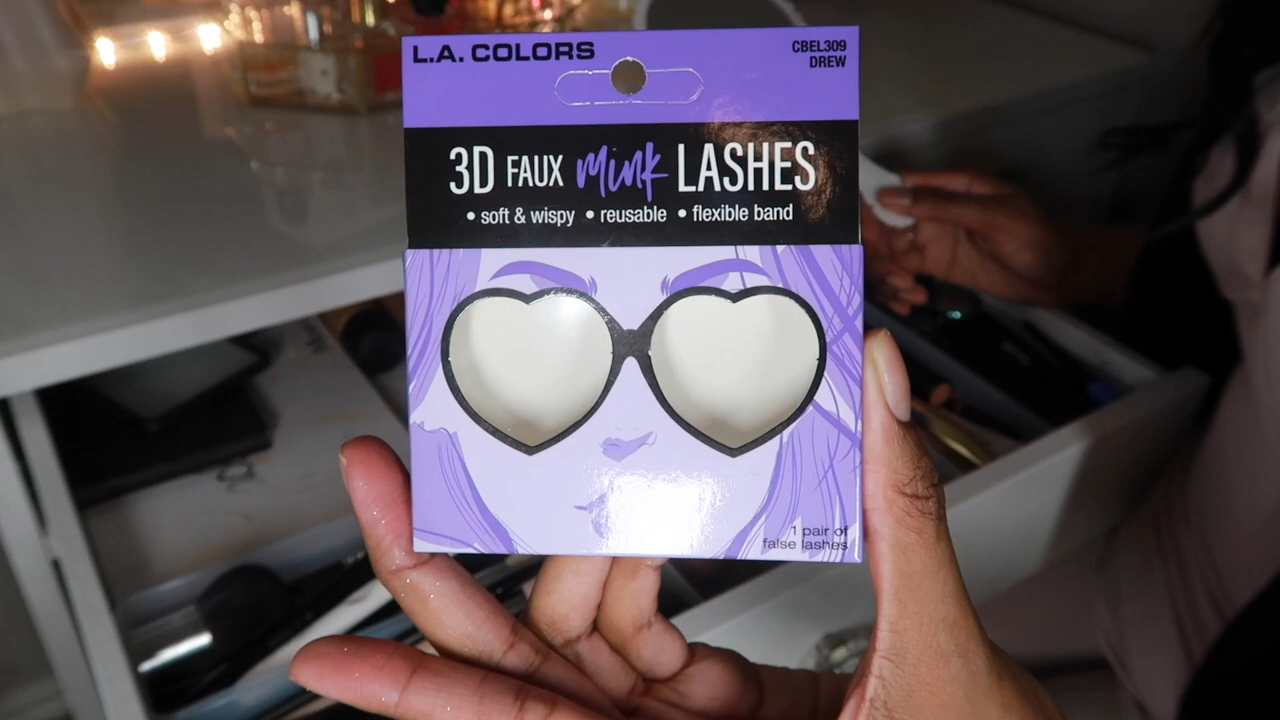 L.A. COLORS
CBEL309
DREW
3D FAUX mink LASHES
• soft & wispy • reusable • flexible band
1 pair of
false lashes